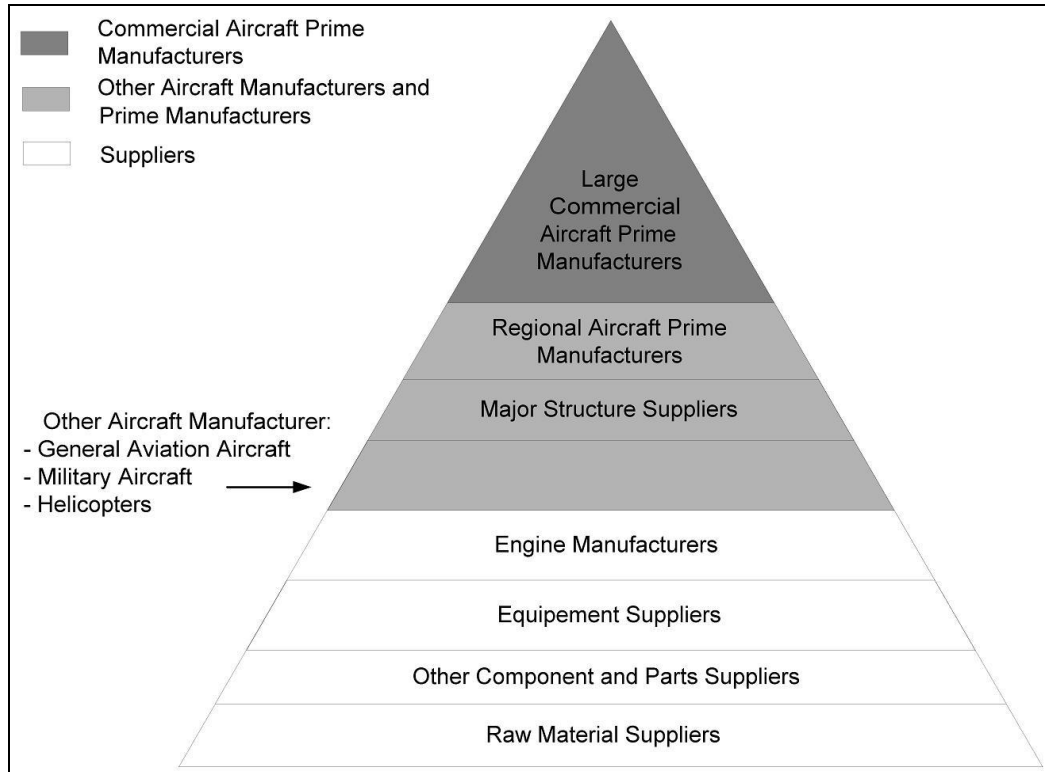 Commercial Aircraft Prime
Manufacturers
Other Aircraft Manufacturers and
Prime Manufacturers
Suppliers
Large
Commercial
Aircraft Prime
Manufacturers
Regional Aircraft Prime
Manufacturers
Major Structure Suppliers
Other Aircraft Manufacturer:
- General Aviation Aircraft
- Military Aircraft
- Helicopters
Engine Manufacturers
Equipement Suppliers
Other Component and Parts Suppliers
Raw Material Suppliers